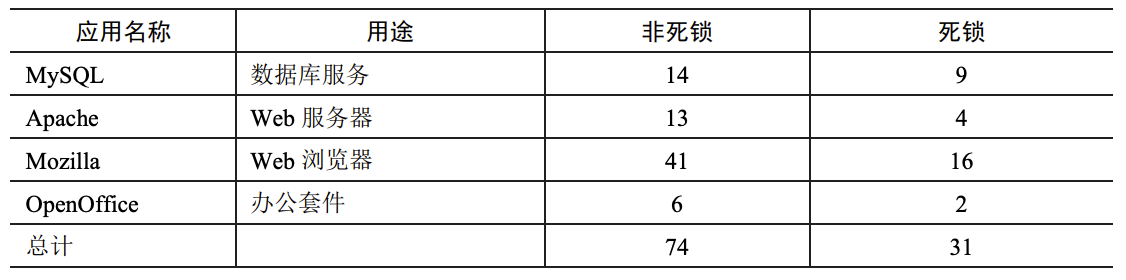 应用名称 用途 非死锁 死锁
MySQL 数据库服务 14 9
Apache Web 服务器 13 4
Mozilla Web 浏览器 41 16
OpenOffice 办公套件 6 2
总计 74 31